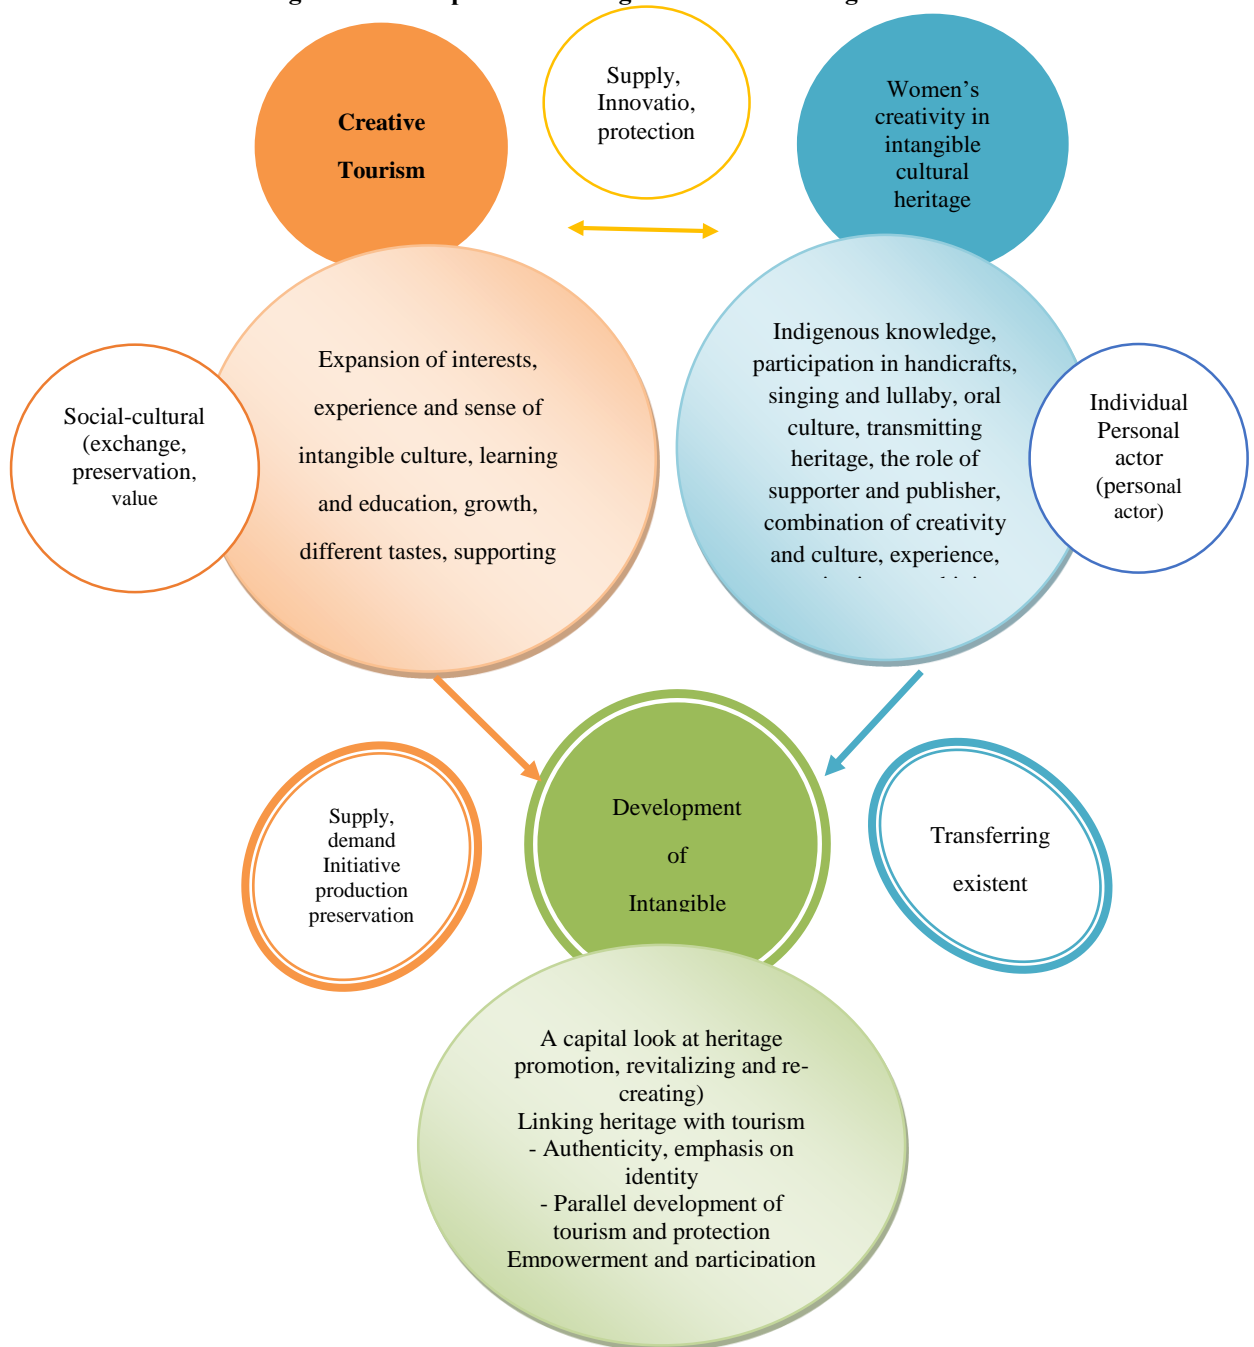 Supply,
Innovatio,
protection
Creative
Tourism
Women's
creativity in
intangible
cultural
heritage
Expansion of interests,
experience and sense of
intangible culture, learning
and education, growth,
different tastes, supporting
Social-cultural
(exchange,
preservation,
value
Indigenous knowledge,
participation in handicrafts,
singing and lullaby, oral
culture, transmitting
heritage, the role of
supporter and publisher,
combination of creativity
and culture, experience,
Individual
Personal
actor
(personal
actor)
Supply,
demand
Initiative
production
preservation
Development
of
Intangible
Transferring
existent
A capital look at heritage
promotion, revitalizing and re-
creating)
Linking heritage with tourism
- Authenticity, emphasis on
identity
- Parallel development of
tourism and protection
Empowerment and participation